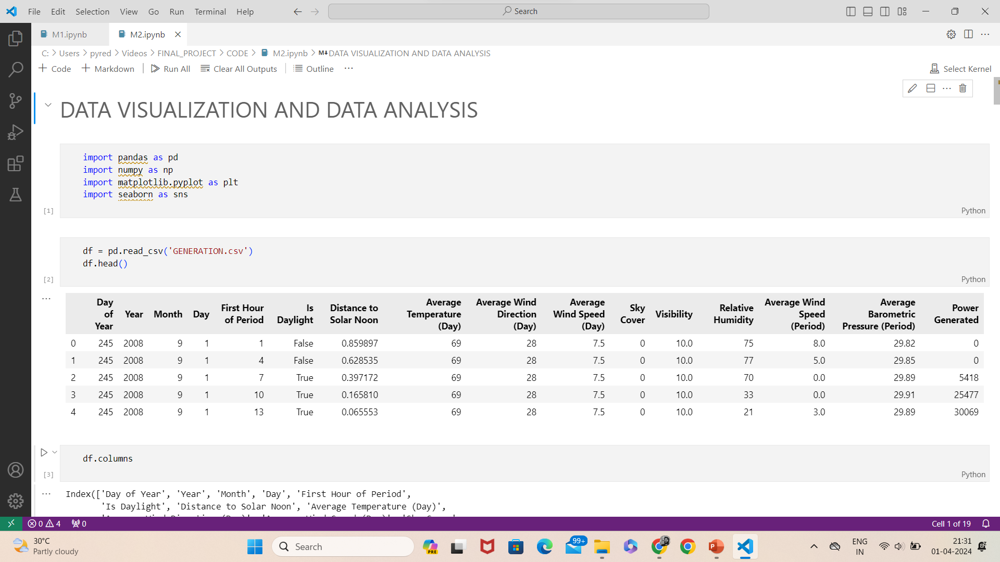 File Edit Selection View Go Run Terminal Help
Search
M1.ipynb
M2.ipynb
C: > Users > pyred > Videos > FINAL_PROJECT > CODE > M2.ipynb > M↓DATA VISUALIZATION AND DATA ANALYSIS
+ Code + Markdown Run All Clear All Outputs Outline ...
Select Kernel
DATA VISUALIZATION AND DATA ANALYSIS
import pandas as pd
import numpy as np
import matplotlib.pyplot as plt
import seaborn as sns
[1]
Python
df = pd.read_csv('GENERATION.csv')
df.head()
[2]
Python
Day of Year Year Month Day First Hour of Period Is Daylight Distance to Solar Noon Average Temperature (Day) Average Wind Direction (Day) Average Wind Speed (Day) Sky Cover Visibility Relative Humidity Average Wind Speed (Period) Average Barometric Pressure (Period) Power Generated
0 245 2008 9 1 1 False 0.859897 69 28 7.5 0 10.0 75 8.0 29.82 0
1 245 2008 9 1 4 False 0.628535 69 28 7.5 0 10.0 77 5.0 29.85 0
2 245 2008 9 1 7 True 0.397172 69 28 7.5 0 10.0 70 0.0 29.89 5418
3 245 2008 9 1 10 True 0.165810 69 28 7.5 0 10.0 33 0.0 29.91 25477
4 245 2008 9 1 13 True 0.065553 69 28 7.5 0 10.0 21 3.0 29.89 30069
df.columns
[3]
Python
Index(['Day of Year', 'Year', 'Month', 'Day', 'First Hour of Period',
'Is Daylight', 'Distance to Solar Noon', 'Average Temperature (Day)',
0 4 0
Cell 1 of 19
30°C
Partly cloudy
Search
PRE
99+
ENG
IN
21:31
01-04-2024